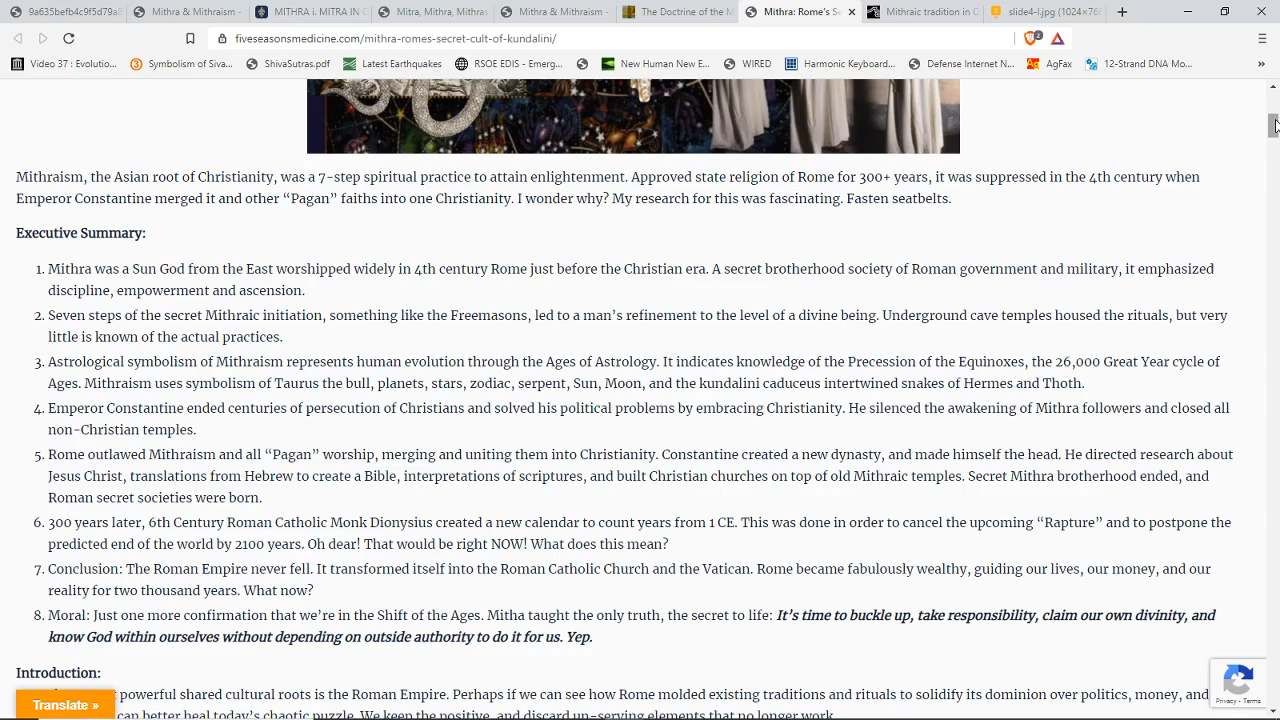 9a635befb4c9f5d79a8
Mithra & Mithraism -
MITHRA i. MITRA IN O
Mitra, Mithra, Mithras
Mithra & Mithraism -
The Doctrine of the M
Mithra: Rome's Se
Mithraic tradition in C
slide4-l.jpg (1024×768
fiveseasonsmedicine.com/mithra-romes-secret-cult-of-kundalini/
2
Video 37 : Evolutio...
Symbolism of Siva...
ShivaSutras.pdf
Latest Earthquakes
RSOE EDIS - Emerg...
New Human New E...
WIRED
Harmonic Keyboard...
Defense Internet N...
AgFax
12-Strand DNA Mo...
Mithraism, the Asian root of Christianity, was a 7-step spiritual practice to attain enlightenment. Approved state religion of Rome for 300+ years, it was suppressed in the 4th century when
Emperor Constantine merged it and other “Pagan” faiths into one Christianity. I wonder why? My research for this was fascinating. Fasten seatbelts.
Executive Summary:
1. Mithra was a Sun God from the East worshipped widely in 4th century Rome just before the Christian era. A secret brotherhood society of Roman government and military, it emphasized
discipline, empowerment and ascension.
2. Seven steps of the secret Mithraic initiation, something like the Freemasons, led to a man’s refinement to the level of a divine being. Underground cave temples housed the rituals, but very
little is known of the actual practices.
3. Astrological symbolism of Mithraism represents human evolution through the Ages of Astrology. It indicates knowledge of the Precession of the Equinoxes, the 26,000 Great Year cycle of
Ages. Mithraism uses symbolism of Taurus the bull, planets, stars, zodiac, serpent, Sun, Moon, and the kundalini caduceus intertwined snakes of Hermes and Thoth.
4. Emperor Constantine ended centuries of persecution of Christians and solved his political problems by embracing Christianity. He silenced the awakening of Mithra followers and closed all
non-Christian temples.
5. Rome outlawed Mithraism and all “Pagan” worship, merging and uniting them into Christianity. Constantine created a new dynasty, and made himself the head. He directed research about
Jesus Christ, translations from Hebrew to create a Bible, interpretations of scriptures, and built Christian churches on top of old Mithraic temples. Secret Mithra brotherhood ended, and
Roman secret societies were born.
6. 300 years later, 6th Century Roman Catholic Monk Dionysius created a new calendar to count years from 1 CE. This was done in order to cancel the upcoming “Rapture” and to postpone the
predicted end of the world by 2100 years. Oh dear! That would be right NOW! What does this mean?
7. Conclusion: The Roman Empire never fell. It transformed itself into the Roman Catholic Church and the Vatican. Rome became fabulously wealthy, guiding our lives, our money, and our
reality for two thousand years. What now?
8. Moral: Just one more confirmation that we’re in the Shift of the Ages. Mitha taught the only truth, the secret to life: It’s time to buckle up, take responsibility, claim our own divinity, and
know God within ourselves without depending on outside authority to do it for us. Yep.
Introduction:
powerful shared cultural roots is the Roman Empire. Perhaps if we can see how Rome molded existing traditions and rituals to solidify its dominion over politics, money, and
can better heal today’s chaotic puzzle. We keep the positive, and discard un-serving elements that no longer work.
Translate »
Privacy - Terms